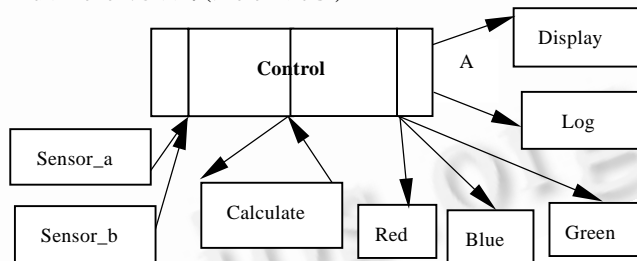 Display
Control
A
Log
Sensor_a
Calculate
Sensor_b
Red
Blue
Green